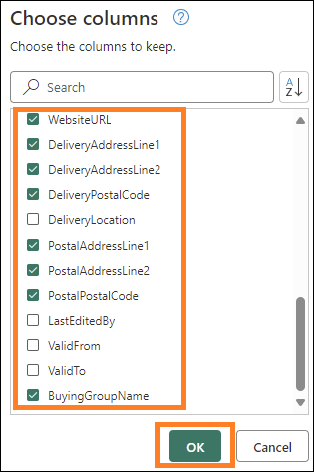 Choose columns ?
Choose the columns to keep.
Search
A
Z
WebsiteURL
DeliveryAddressLine1
DeliveryAddressLine2
DeliveryPostalCode
DeliveryLocation
PostalAddressLine1
PostalAddressLine2
PostalPostalCode
LastEditedBy
ValidFrom
ValidTo
BuyingGroupName
OK Cancel